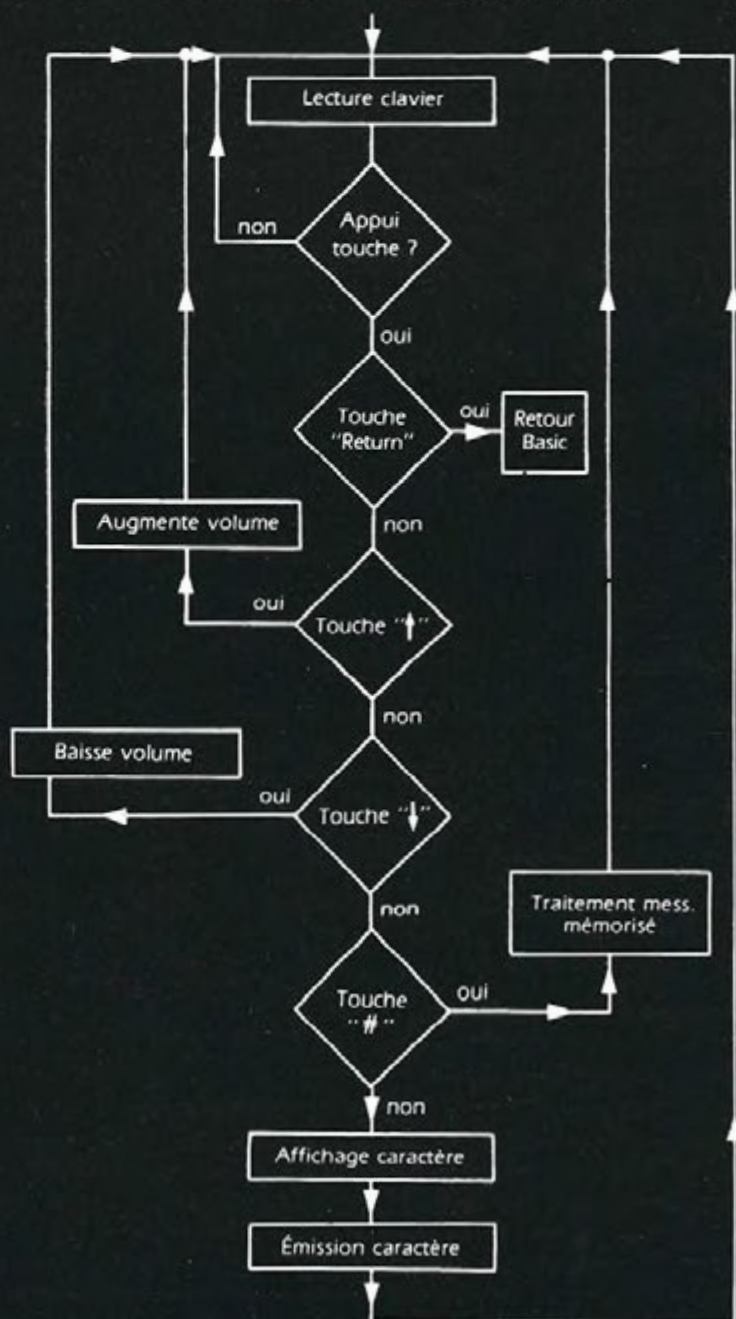 Lecture clavier
Appui
touche ?
non
oui
Touche
"Return"
oui
Retour
Basic
non
Augmente volume
oui
Touche "↑"
non
Baisse volume
oui
Touche "↓"
non
Traitement mess.
mémorisé
Touche
"#"
oui
non
Affichage caractère
Émission caractère